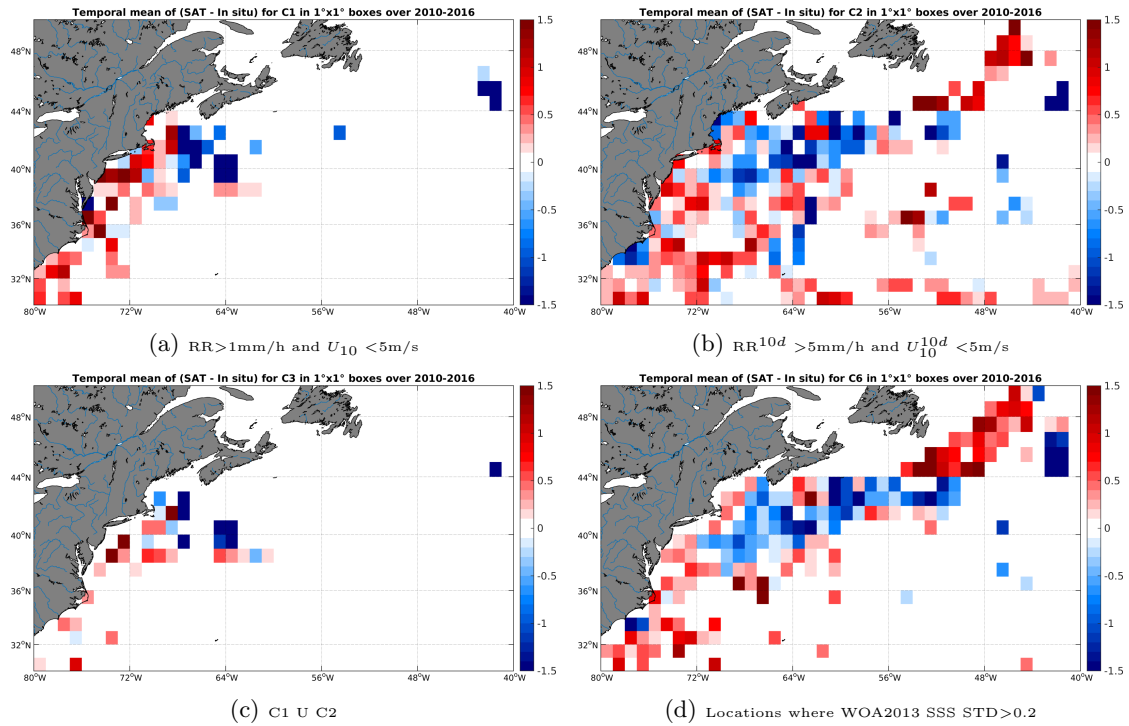 Temporal mean of (SAT - In situ) for C1 in 1°x1° boxes over 2010-2016
48°N
44°N
40°N
36°N
32°N
80°W 72°W 64°W 56°W 48°W 40°W
1.5
1
0.5
0
-0.5
-1
-1.5
(a) RR>1mm/h and U10 <5m/s
Temporal mean of (SAT - In situ) for C2 in 1°x1° boxes over 2010-2016
48°N
44°N
40°N
36°N
32°N
80°W 72°W 64°W 56°W 48°W 40°W
1.5
1
0.5
0
-0.5
-1
-1.5
(b) RR^10d >5mm/h and U10^10d <5m/s
Temporal mean of (SAT - In situ) for C3 in 1°x1° boxes over 2010-2016
48°N
44°N
40°N
36°N
32°N
80°W 72°W 64°W 56°W 48°W 40°W
1.5
1
0.5
0
-0.5
-1
-1.5
(c) C1 U C2
Temporal mean of (SAT - In situ) for C6 in 1°x1° boxes over 2010-2016
48°N
44°N
40°N
36°N
32°N
80°W 72°W 64°W 56°W 48°W 40°W
1.5
1
0.5
0
-0.5
-1
-1.5
(d) Locations where WOA2013 SSS STD>0.2